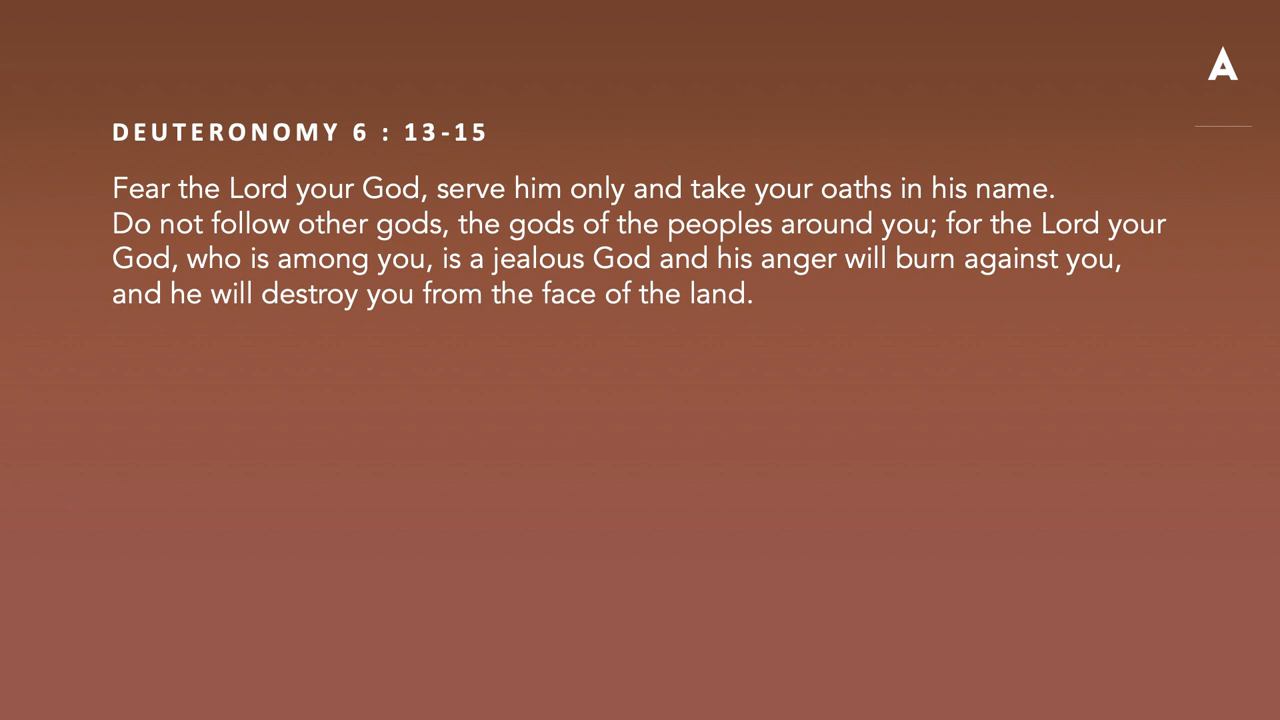 A
DEUTERONOMY 6 : 13-15
Fear the Lord your God, serve him only and take your oaths in his name.
Do not follow other gods, the gods of the peoples around you; for the Lord your
God, who is among you, is a jealous God and his anger will burn against you,
and he will destroy you from the face of the land.